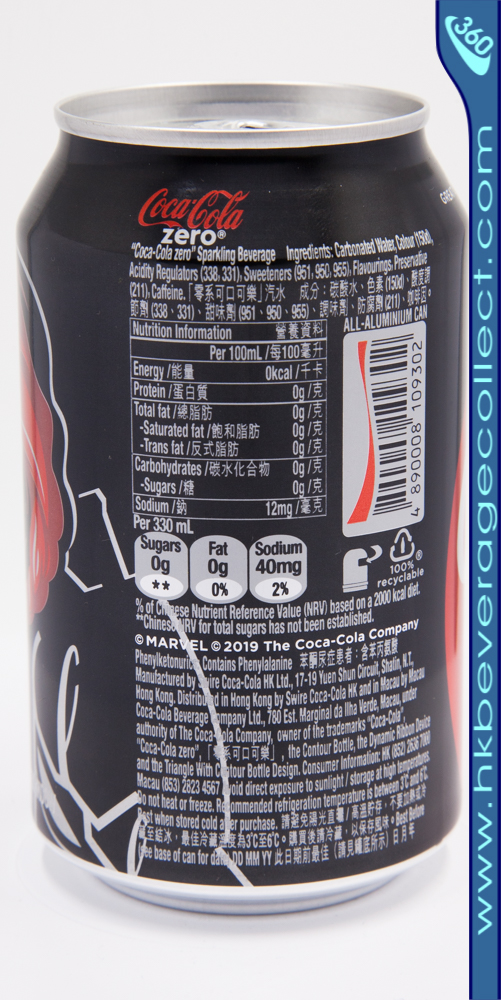 Coca-Cola
zero®
"Coca-Cola zero" Sparkling Beverage Ingredients: Carbonated Water, Colour (150d),
Acidity Regulators (338, 331), Sweeteners (951, 950, 955), Flavourings, Preservative
(211), Caffeine. 「零系可口可樂」汽水 成分：碳酸水、色素 (150d)、酸度調
節劑 (338、331)、甜味劑 (951、950、955)、調味劑、防腐劑 (211)、咖啡因。
Nutrition Information 營養資料
Per 100mL /每100毫升
Energy /能量 0kcal /千卡
Protein /蛋白質 0g /克
Total fat /總脂肪 0g /克
-Saturated fat /飽和脂肪 0g /克
-Trans fat /反式脂肪 0g /克
Carbohydrates /碳水化合物 0g /克
-Sugars /糖 0g /克
Sodium /鈉 12mg /毫克
ALL-ALUMINIUM CAN
4 890008 109302
100%
recyclable
Per 330 mL
Sugars 0g **
Fat 0g 0%
Sodium 40mg 2%
% of Chinese Nutrient Reference Value (NRV) based on a 2000 kcal diet.
**Chinese NRV for total sugars has not been established.
© MARVEL © 2019 The Coca-Cola Company
Phenylketonurics: Contains Phenylalanine 苯酮尿症患者：含苯丙氨酸
Manufactured by Swire Coca-Cola HK Ltd., 17-19 Yuen Shun Circuit, Shatin, N.T.,
Hong Kong. Distributed in Hong Kong by Swire Coca-Cola HK and in Macau by Macau
Coca-Cola Beverage Company Ltd., 780 Est. Marginal da Ilha Verde, Macau, under
authority of The Coca-Cola Company, owner of the trademarks "Coca-Cola",
"Coca-Cola zero",「零系可口可樂」, the Contour Bottle, the Dynamic Ribbon Device
and the Triangle With Contour Bottle Design. Consumer Information: HK (852) 2636 7888
Macau (853) 2823 4567 Avoid direct exposure to sunlight / storage at high temperatures.
Do not heat or freeze. Recommended refrigeration temperature is between 3℃ and 6℃.
Best when stored cold after purchase. 請避免陽光直曬／高溫貯存，不要加熱或冷
藏至結冰，最佳冷藏溫度為3℃至6℃。購買後請冷藏，以保存風味。Best Before
(See base of can for date) DD MM YY 此日期前最佳（請見罐底所示）日 月 年
360
www.hkbeveragecollect.com